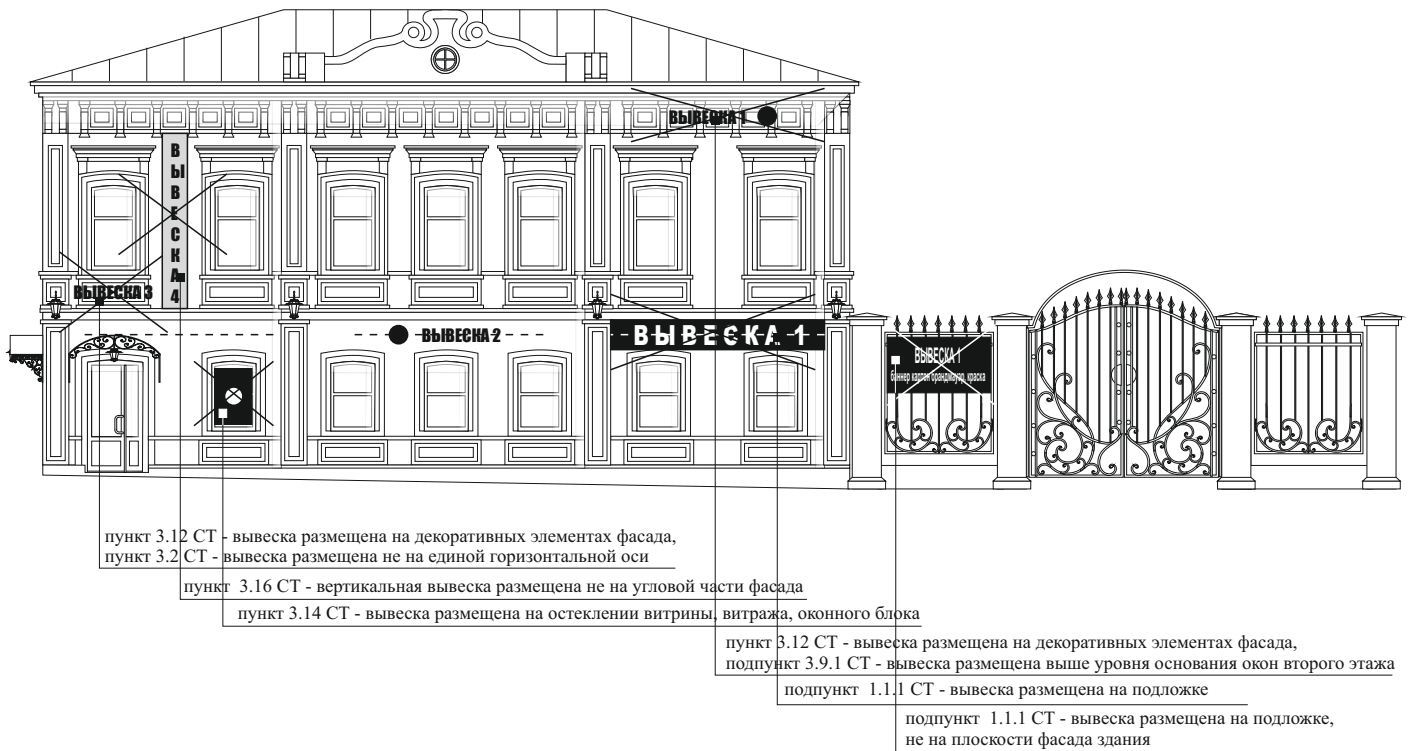 ВЫВЕСКА 1
ВЫВЕСКА 4
ВЫВЕСКА 3
ВЫВЕСКА 2
ВЫВЕСКА 1
ВЫВЕСКА 1
баннер картон брандмауэр, краска
пункт 3.12 СТ - вывеска размещена на декоративных элементах фасада,
пункт 3.2 СТ - вывеска размещена не на единой горизонтальной оси
пункт 3.16 СТ - вертикальная вывеска размещена не на угловой части фасада
пункт 3.14 СТ - вывеска размещена на остеклении витрины, витража, оконного блока
пункт 3.12 СТ - вывеска размещена на декоративных элементах фасада,
подпункт 3.9.1 СТ - вывеска размещена выше уровня основания окон второго этажа
подпункт 1.1.1 СТ - вывеска размещена на подложке
подпункт 1.1.1 СТ - вывеска размещена на подложке,
не на плоскости фасада здания